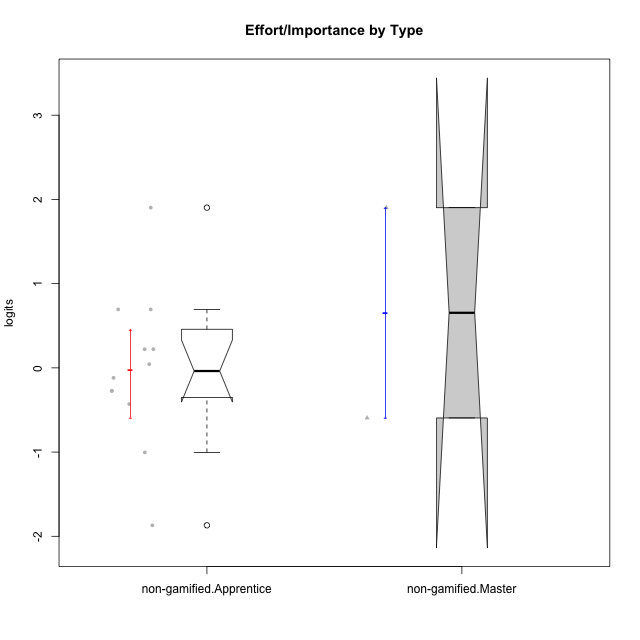 Effort/Importance by Type
logits
3
2
1
0
-1
-2
non-gamified.Apprentice
non-gamified.Master